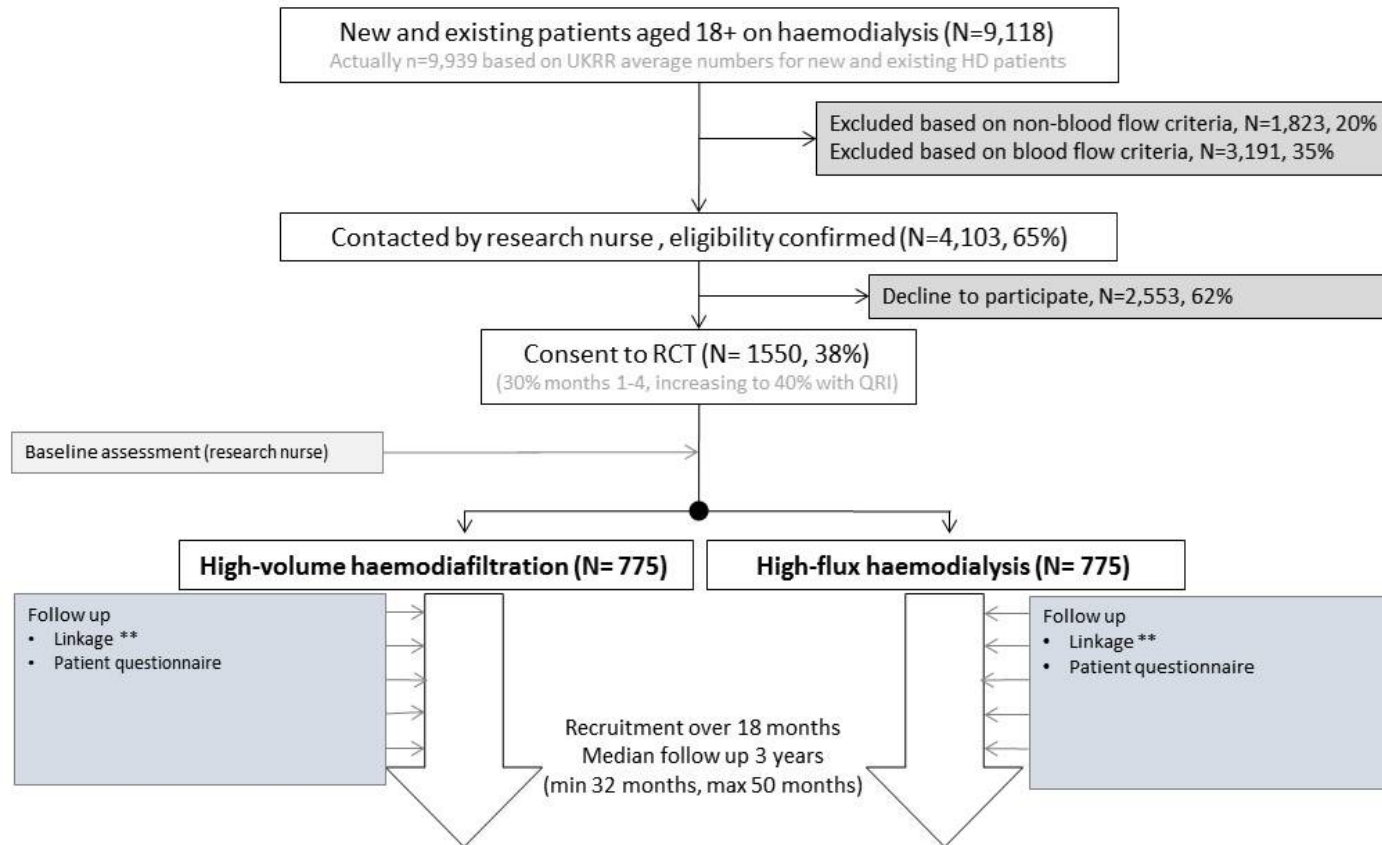 New and existing patients aged 18+ on haemodialysis (N=9,118)
Actually n=9,939 based on UKRR average numbers for new and existing HD patients
Excluded based on non-blood flow criteria, N=1,823, 20%
Excluded based on blood flow criteria, N=3,191, 35%
Contacted by research nurse , eligibility confirmed (N=4,103, 65%)
Decline to participate, N=2,553, 62%
Consent to RCT (N= 1550, 38%)
(30% months 1-4, increasing to 40% with QRI)
Baseline assessment (research nurse)
High-volume haemodiafiltration (N= 775)
High-flux haemodialysis (N= 775)
Follow up
• Linkage **
• Patient questionnaire
Follow up
• Linkage **
• Patient questionnaire
Recruitment over 18 months
Median follow up 3 years
(min 32 months, max 50 months)